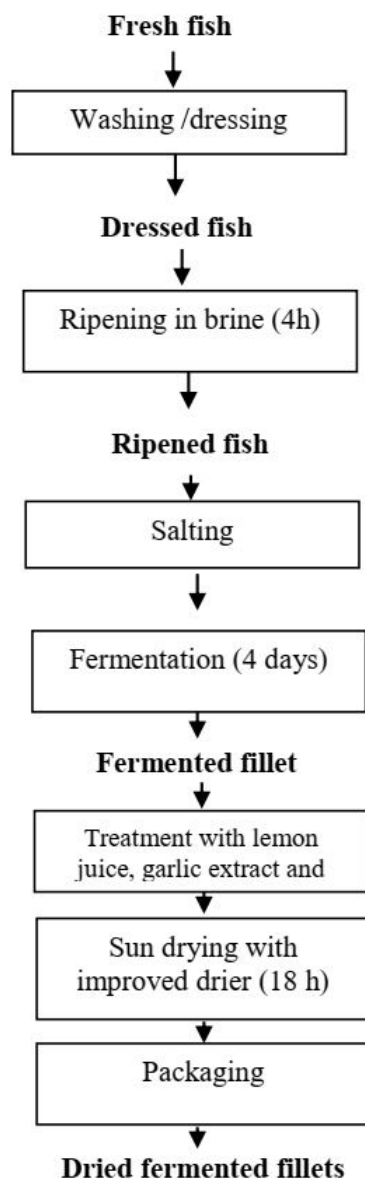 Fresh fish
Washing /dressing
Dressed fish
Ripening in brine (4h)
Ripened fish
Salting
Fermentation (4 days)
Fermented fillet
Treatment with lemon
juice, garlic extract and
Sun drying with
improved drier (18 h)
Packaging
Dried fermented fillets